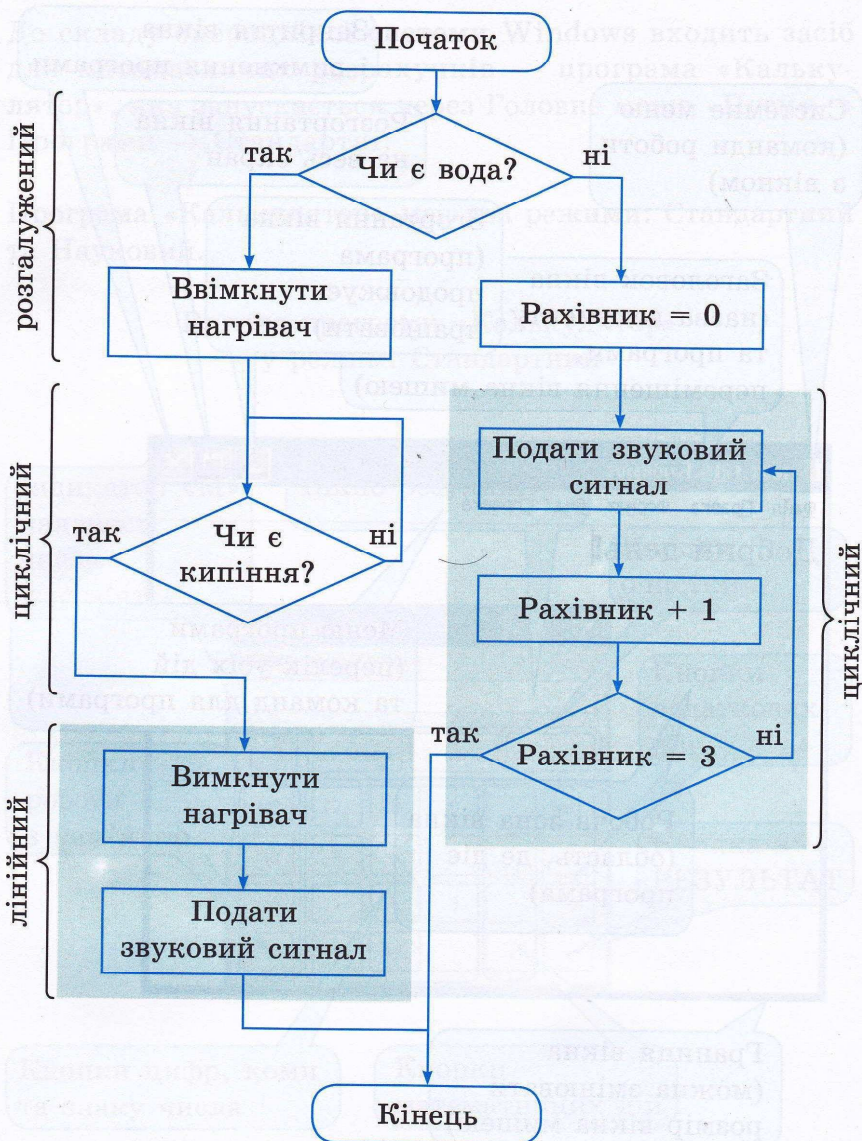 Початок
розгалужений
так
Чи є вода?
ні
Ввімкнути
нагрівач
Рахівник = 0
циклічний
Подати звуковий
сигнал
так
Чи є
кипіння?
ні
Рахівник + 1
циклічний
так
Рахівник = 3
ні
лінійний
Вимкнути
нагрівач
Подати
звуковий сигнал
Кінець